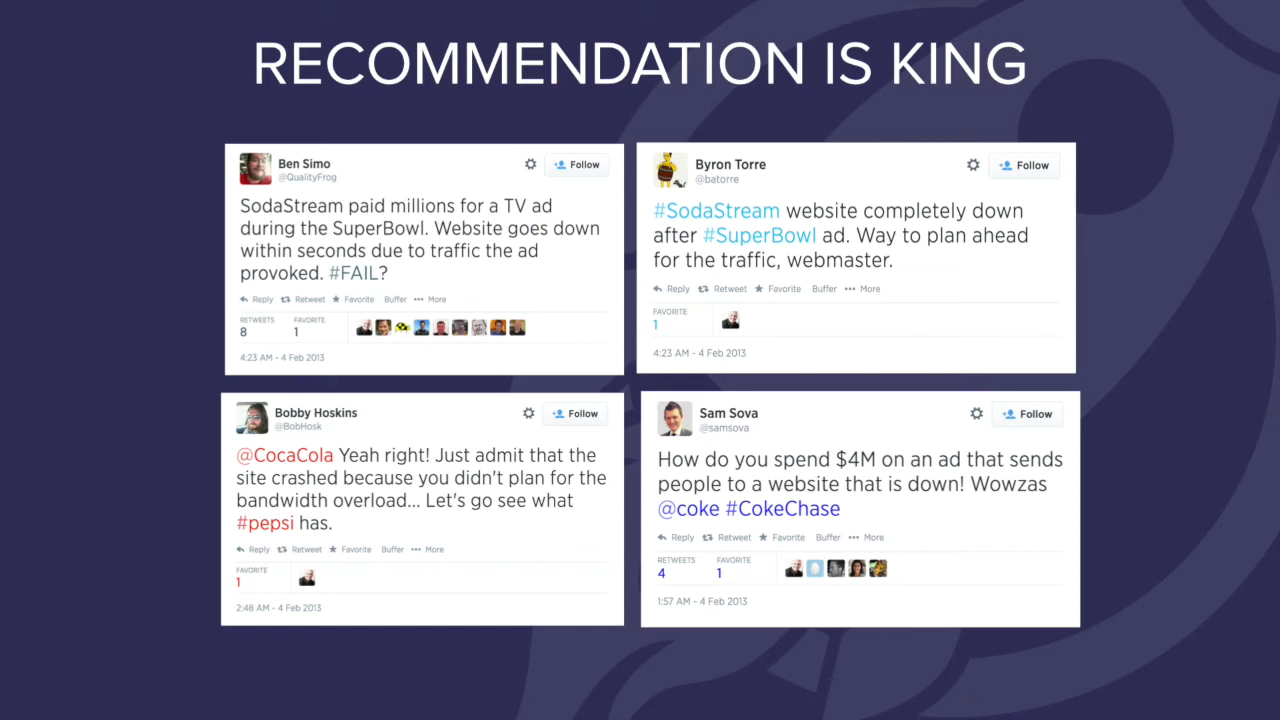 RECOMMENDATION IS KING
Ben Simo
@QualityFrog
Follow
SodaStream paid millions for a TV ad
during the SuperBowl. Website goes down
within seconds due to traffic the ad
provoked. #FAIL?
Reply Retweet Favorite Buffer More
RETWEETS FAVORITE
8 1
4:23 AM - 4 Feb 2013
Byron Torre
@batorre
Follow
#SodaStream website completely down
after #SuperBowl ad. Way to plan ahead
for the traffic, webmaster.
Reply Retweet Favorite Buffer More
FAVORITE
1
4:23 AM - 4 Feb 2013
Bobby Hoskins
@BobHosk
Follow
@CocaCola Yeah right! Just admit that the
site crashed because you didn't plan for the
bandwidth overload... Let's go see what
#pepsi has.
Reply Retweet Favorite Buffer More
FAVORITE
1
2:48 AM - 4 Feb 2013
Sam Sova
@samsova
Follow
How do you spend $4M on an ad that sends
people to a website that is down! Wowzas
@coke #CokeChase
Reply Retweet Favorite Buffer More
RETWEETS FAVORITE
4 1
1:57 AM - 4 Feb 2013